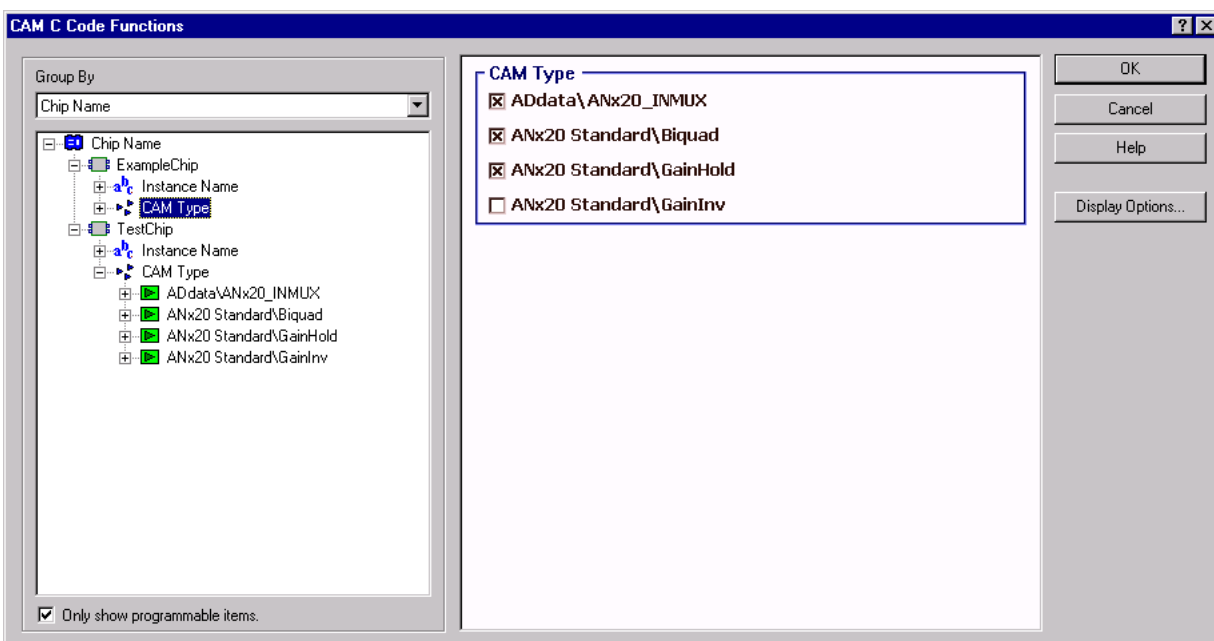 CAM C Code Functions
Group By
Chip Name
Chip Name
ExampleChip
abc Instance Name
CAM Type
TestChip
abc Instance Name
CAM Type
ADdata\ANx20_INMUX
ANx20 Standard\Biquad
ANx20 Standard\GainHold
ANx20 Standard\GainInv
Only show programmable items.
CAM Type
ADdata\ANx20_INMUX
ANx20 Standard\Biquad
ANx20 Standard\GainHold
ANx20 Standard\GainInv
OK
Cancel
Help
Display Options...